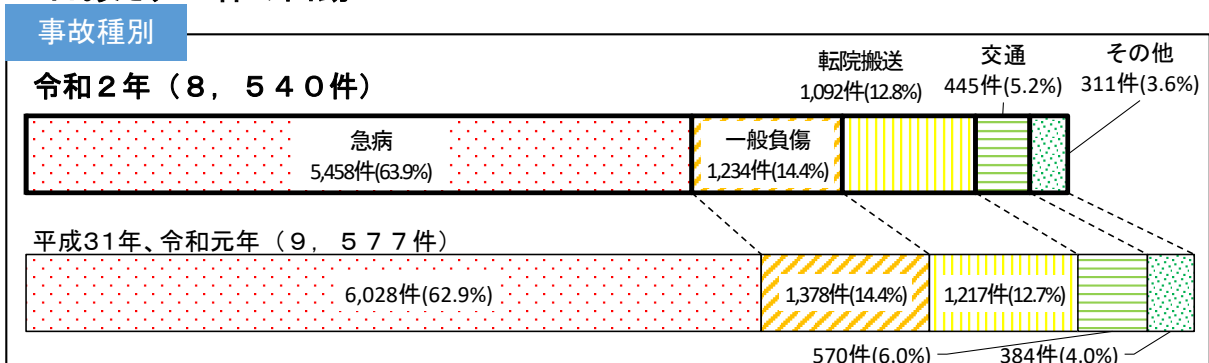 事故種別
令和２年（８，５４０件）
転院搬送
1,092件(12.8%)
交通
445件(5.2%)
その他
311件(3.6%)
急病
5,458件(63.9%)
一般負傷
1,234件(14.4%)
平成31年、令和元年（９，５７７件）
6,028件(62.9%)
1,378件(14.4%)
1,217件(12.7%)
570件(6.0%)
384件(4.0%)